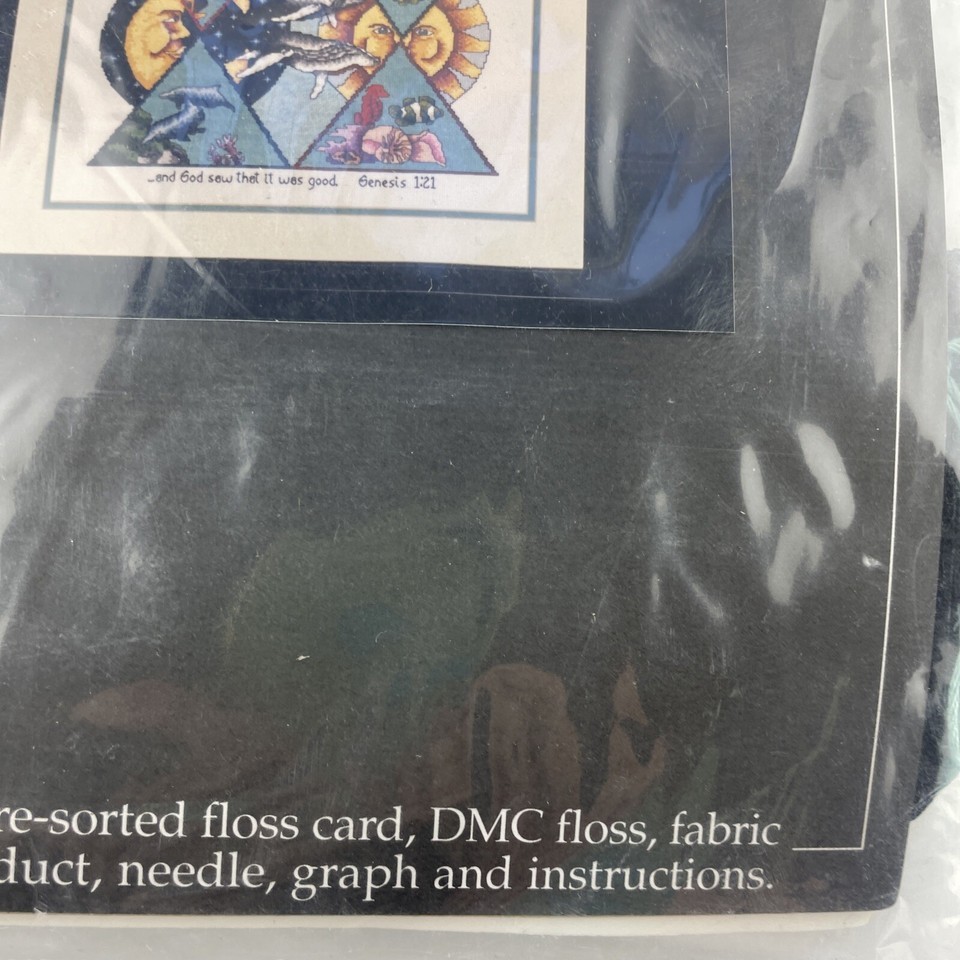 ...and God saw that it was good. Genesis 1:21
re-sorted floss card, DMC floss, fabric
duct, needle, graph and instructions.